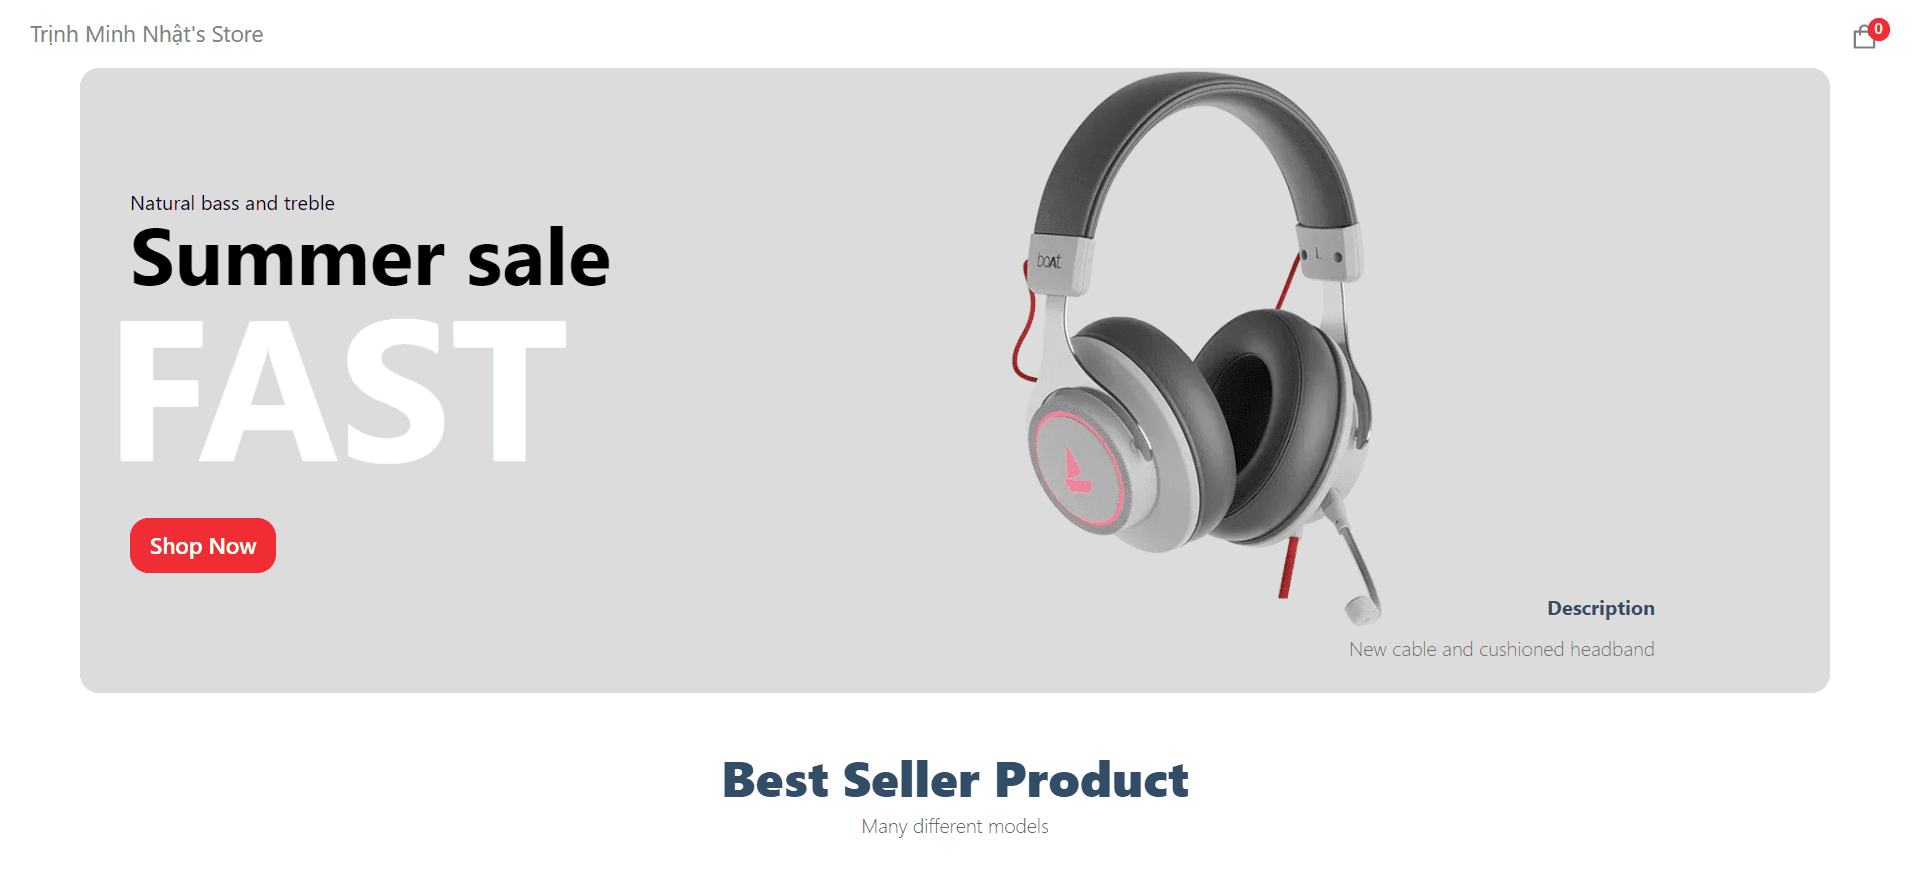 Trịnh Minh Nhật's Store
0
Natural bass and treble
Summer sale
FAST
boAt
L
Shop Now
Description
New cable and cushioned headband
Best Seller Product
Many different models